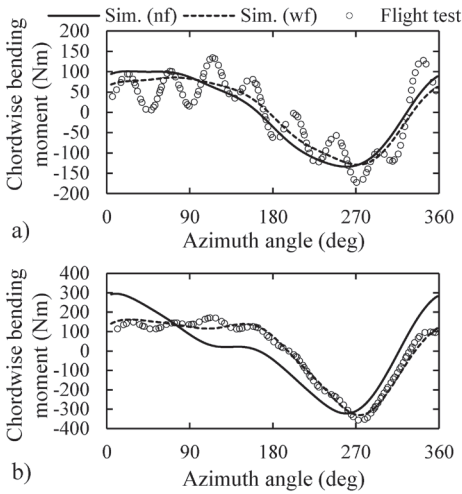 Sim. (nf) Sim. (wf) Flight test
Chordwise bending
moment (Nm)
200
150
100
50
0
-50
-100
-150
-200
0 90 180 270 360
Azimuth angle (deg)
a)
Chordwise bending
moment (Nm)
400
300
200
100
0
-100
-200
-300
-400
0 90 180 270 360
Azimuth angle (deg)
b)